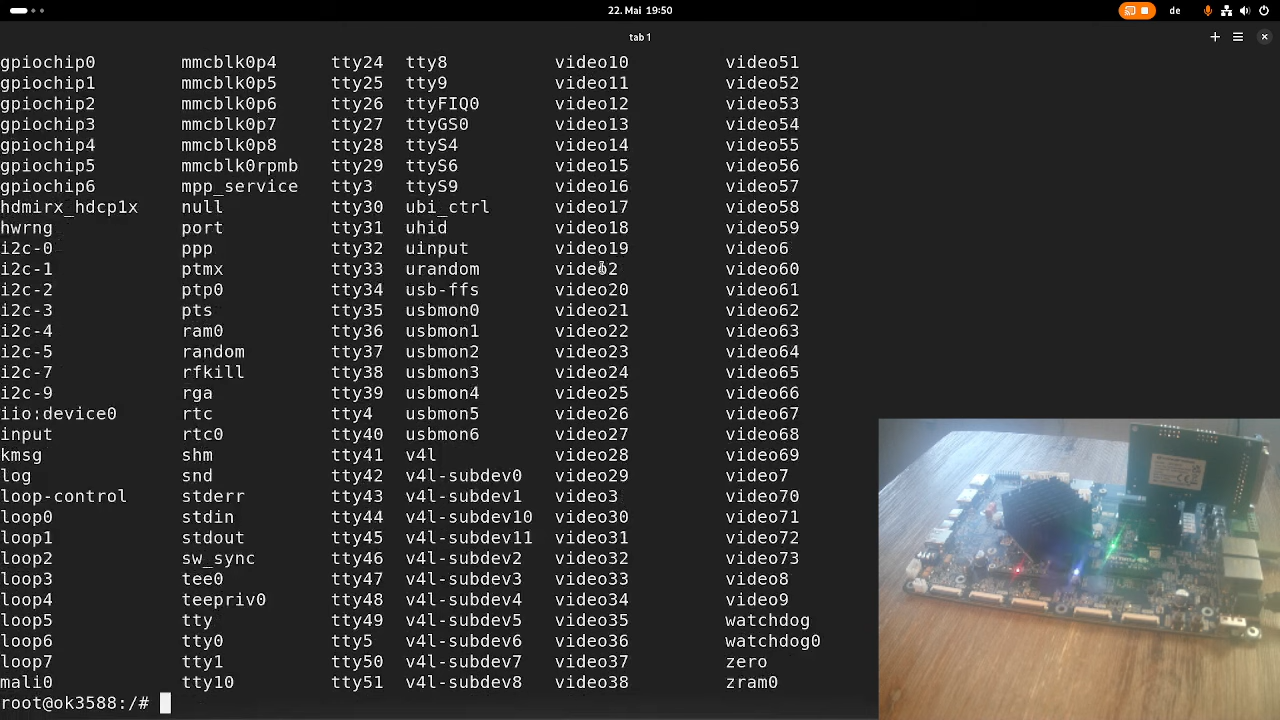 22. Mai 19:50
de
tab 1
gpiochip0 mmcblk0p4 tty24 tty8 video10 video51
gpiochip1 mmcblk0p5 tty25 tty9 video11 video52
gpiochip2 mmcblk0p6 tty26 ttyFIQ0 video12 video53
gpiochip3 mmcblk0p7 tty27 ttyGS0 video13 video54
gpiochip4 mmcblk0p8 tty28 ttyS4 video14 video55
gpiochip5 mmcblk0rpmb tty29 ttyS6 video15 video56
gpiochip6 mpp_service tty3 ttyS9 video16 video57
hdmirx_hdcp1x null tty30 ubi_ctrl video17 video58
hwrng port tty31 uhid video18 video59
i2c-0 ppp tty32 uinput video19 video6
i2c-1 ptmx tty33 urandom video2 video60
i2c-2 ptp0 tty34 usb-ffs video20 video61
i2c-3 pts tty35 usbmon0 video21 video62
i2c-4 ram0 tty36 usbmon1 video22 video63
i2c-5 random tty37 usbmon2 video23 video64
i2c-7 rfkill tty38 usbmon3 video24 video65
i2c-9 rga tty39 usbmon4 video25 video66
iio:device0 rtc tty4 usbmon5 video26 video67
input rtc0 tty40 usbmon6 video27 video68
kmsg shm tty41 v4l video28 video69
log snd tty42 v4l-subdev0 video29 video7
loop-control stderr tty43 v4l-subdev1 video3 video70
loop0 stdin tty44 v4l-subdev10 video30 video71
loop1 stdout tty45 v4l-subdev11 video31 video72
loop2 sw_sync tty46 v4l-subdev2 video32 video73
loop3 tee0 tty47 v4l-subdev3 video33 video8
loop4 teepriv0 tty48 v4l-subdev4 video34 video9
loop5 tty tty49 v4l-subdev5 video35 watchdog
loop6 tty0 tty5 v4l-subdev6 video36 watchdog0
loop7 tty1 tty50 v4l-subdev7 video37 zero
mali0 tty10 tty51 v4l-subdev8 video38 zram0
root@ok3588:/#